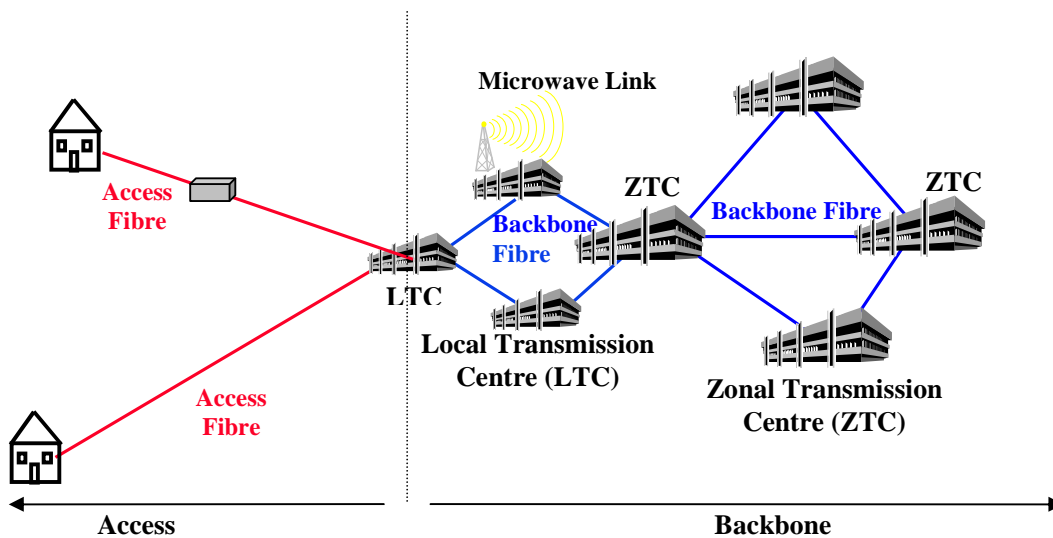 Microwave Link
ZTC
ZTC
Access
Fibre
Backbone
Fibre
Backbone Fibre
LTC
Local Transmission
Centre (LTC)
Zonal Transmission
Centre (ZTC)
Access
Fibre
Access
Backbone